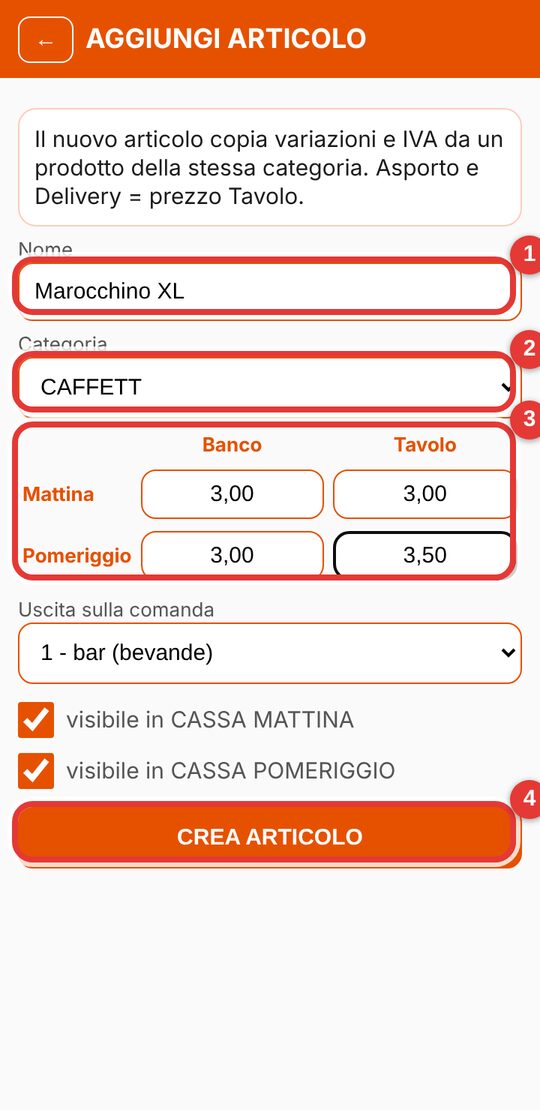 ← AGGIUNGI ARTICOLO
Il nuovo articolo copia variazioni e IVA da un
prodotto della stessa categoria. Asporto e
Delivery = prezzo Tavolo.
Nome
1
Marocchino XL
Categoria
2
CAFFETT
3
Banco Tavolo
Mattina 3,00 3,00
Pomeriggio 3,00 3,50
Uscita sulla comanda
1 - bar (bevande)
visibile in CASSA MATTINA
visibile in CASSA POMERIGGIO
4
CREA ARTICOLO